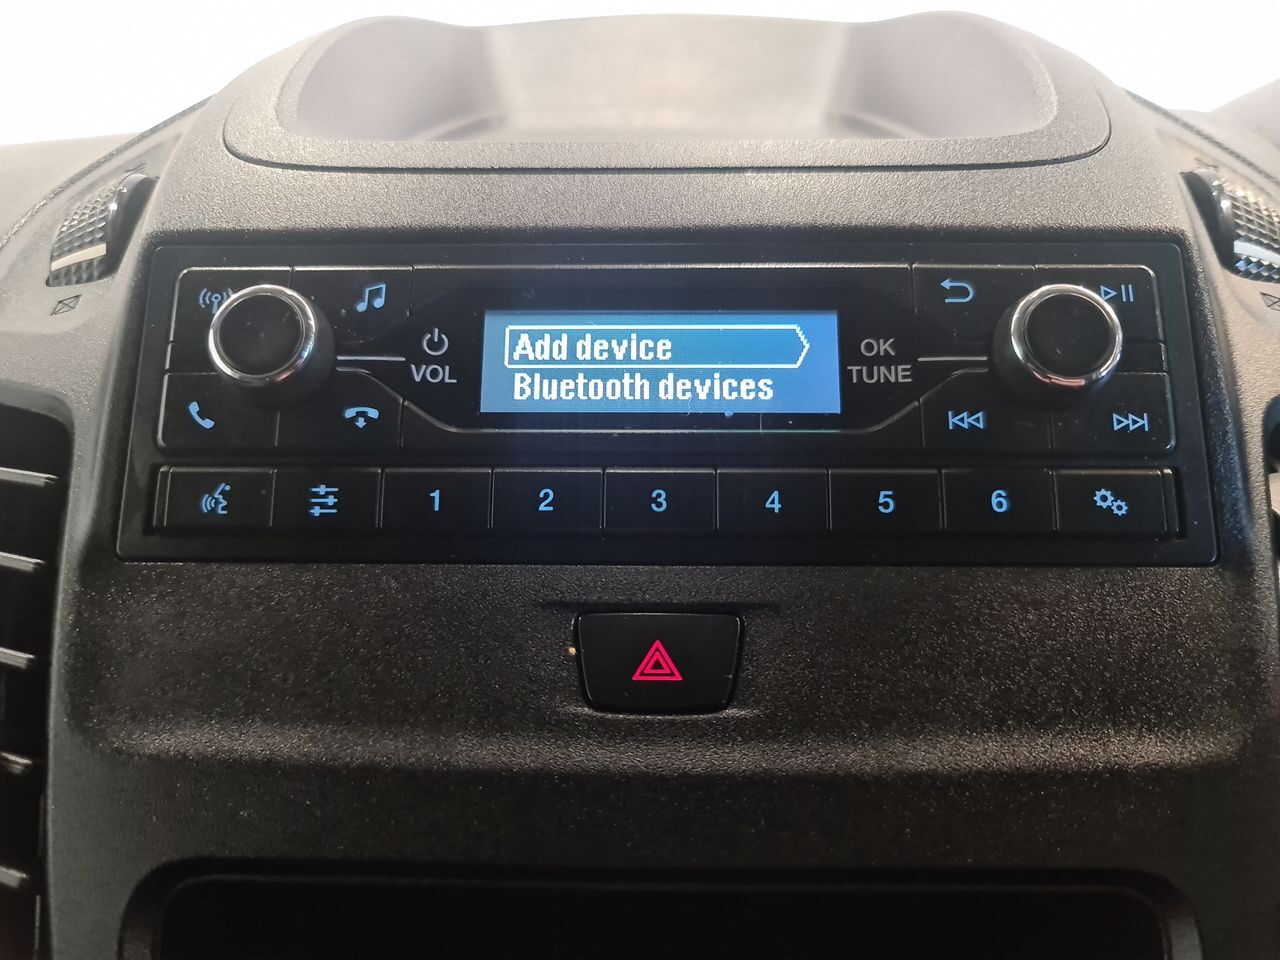 Add device
Bluetooth devices
VOL
OK
TUNE
1 2 3 4 5 6